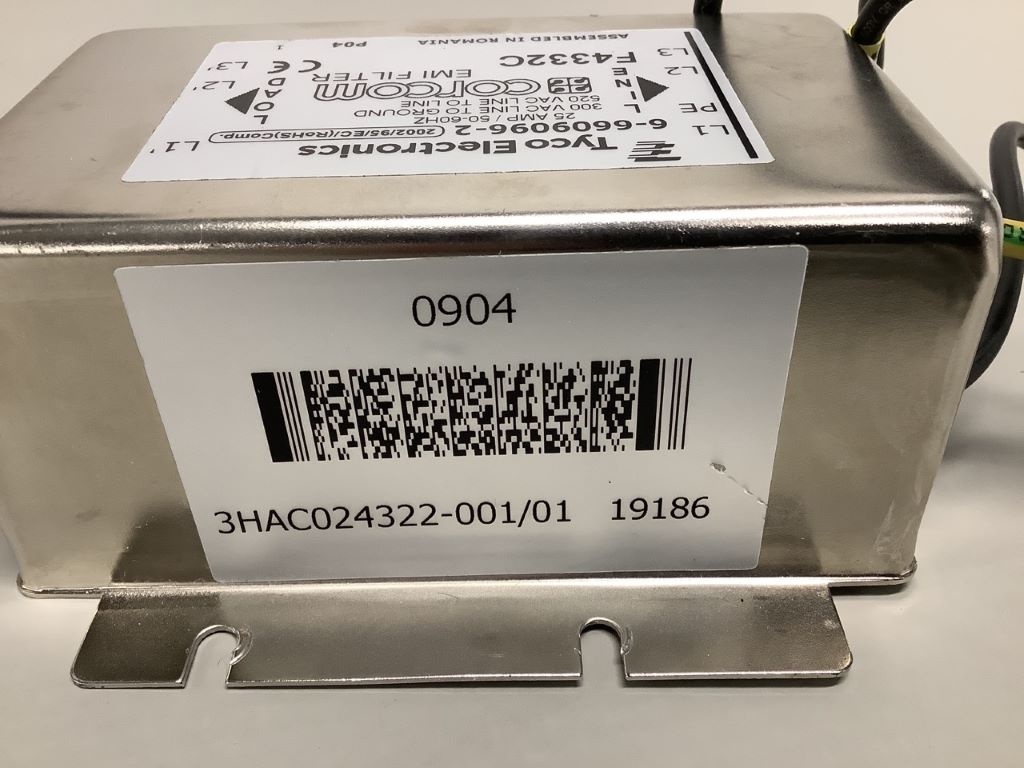 Tyco Electronics
6-6609096-2
2002/95/EC/(RoHS)Comp.
25 AMP / 50-60HZ
300 VAC LINE TO GROUND
520 VAC LINE TO LINE
corcom
EMI FILTER
F4332C
ASSEMBLED IN ROMANIA
P04
1
L1
PE
L2
L3
LINE
LOAD
L1'
L2'
L3'
CE
0904
3HAC024322-001/01 19186